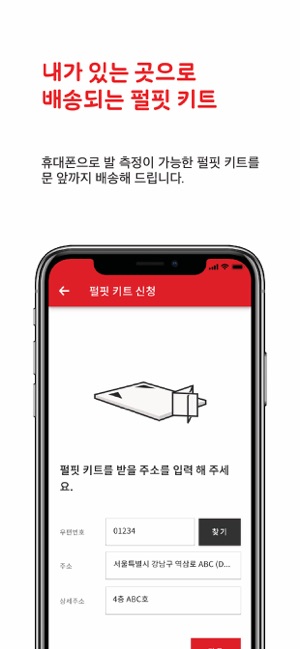 내가 있는 곳으로
배송되는 펄핏 키트
휴대폰으로 발 측정이 가능한 펄핏 키트를
문 앞까지 배송해 드립니다.
펄핏 키트 신청
펄핏 키트를 받을 주소를 입력 해 주세
요.
우편번호 01234 찾기
주소 서울특별시 강남구 역삼로 ABC (D...
상세주소 4층 ABC호